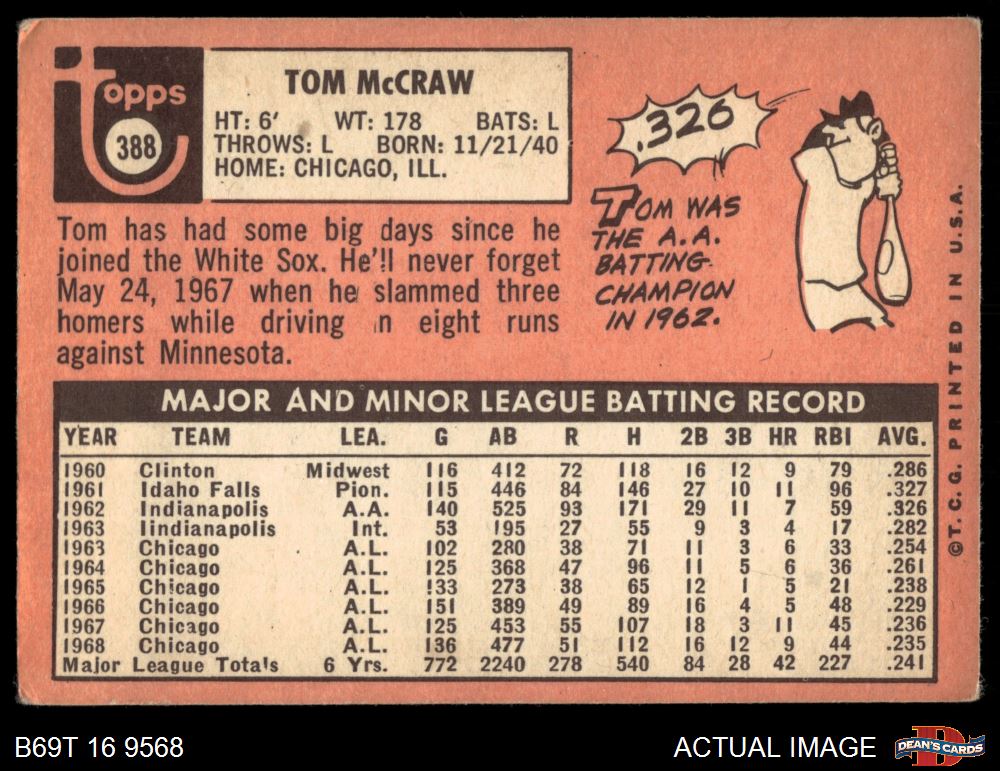 Topps
388
TOM McCRAW
HT: 6' WT: 178 BATS: L
THROWS: L BORN: 11/21/40
HOME: CHICAGO, ILL.
Tom has had some big days since he
joined the White Sox. He'll never forget
May 24, 1967 when he slammed three
homers while driving in eight runs
against Minnesota.
.326
TOM WAS
THE A.A.
BATTING
CHAMPION
IN 1962.
MAJOR AND MINOR LEAGUE BATTING RECORD
YEAR TEAM LEA. G AB R H 2B 3B HR RBI AVG.
1960 Clinton Midwest 116 412 72 118 16 12 9 79 .286
1961 Idaho Falls Pion. 115 446 84 146 27 10 11 96 .327
1962 Indianapolis A.A. 140 525 93 171 29 11 7 59 .326
1963 Iindianapolis Int. 53 195 27 55 9 3 4 17 .282
1963 Chicago A.L. 102 280 38 71 11 3 6 33 .254
1964 Chicago A.L. 125 368 47 96 11 5 6 36 .261
1965 Chicago A.L. 133 273 38 65 12 1 5 21 .238
1966 Chicago A.L. 151 389 49 89 16 4 5 48 .229
1967 Chicago A.L. 125 453 55 107 18 3 11 45 .236
1968 Chicago A.L. 136 477 51 112 16 12 9 44 .235
Major League Totals 6 Yrs. 772 2240 278 540 84 28 42 227 .241
©T.C.G. PRINTED IN U.S.A.
B69T 16 9568
ACTUAL IMAGE
DEAN'S CARDS